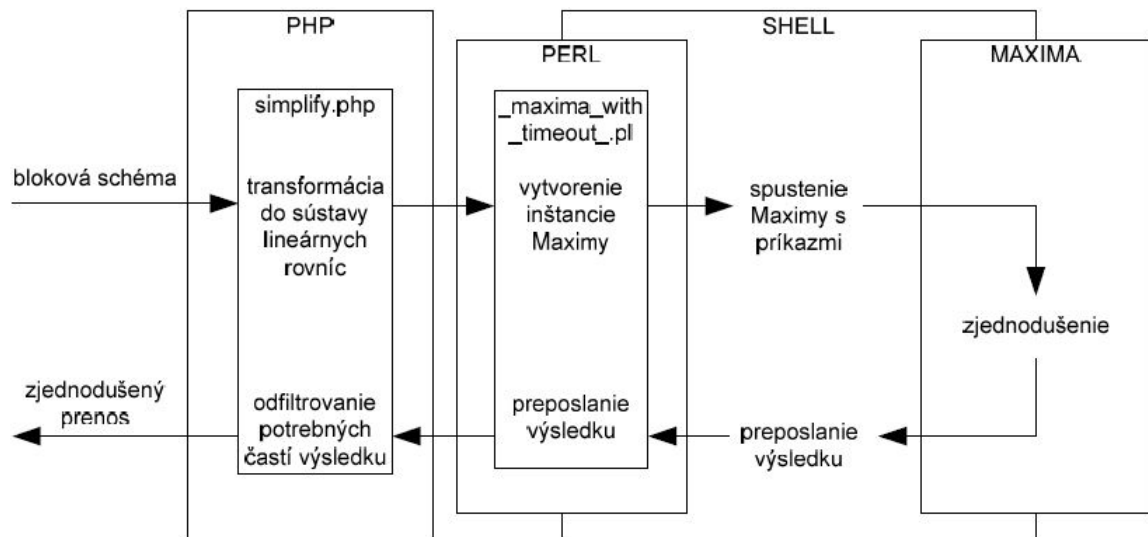 PHP
SHELL
PERL
MAXIMA
simplify.php
_maxima_with
_timeout_.pl
bloková schéma
transformácia
do sústavy
lineárnych
rovníc
vytvorenie
inštancie
Maximy
spustenie
Maximy s
príkazmi
zjednodušenie
zjednodušený
prenos
odfiltrovanie
potrebných
častí výsledku
preposlanie
výsledku
preposlanie
výsledku